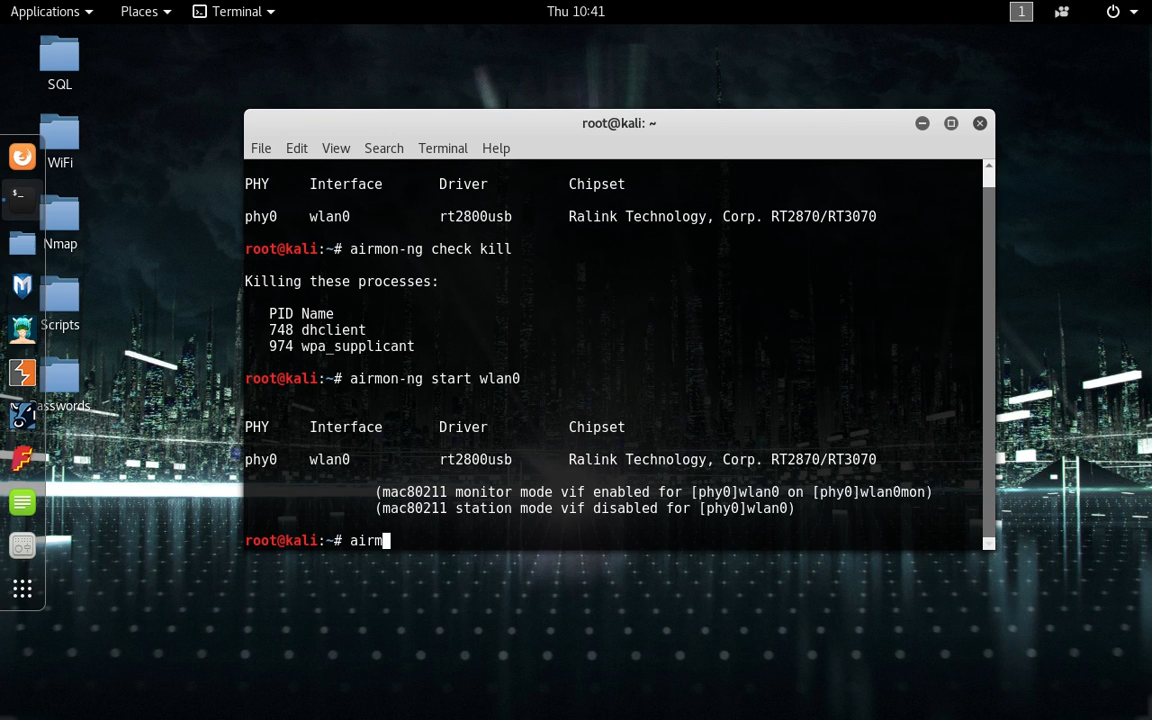 Applications Places Terminal Thu 10:41 1
SQL
WiFi
Nmap
Scripts
asswords
root@kali: ~
File Edit View Search Terminal Help
PHY Interface Driver Chipset
phy0 wlan0 rt2800usb Ralink Technology, Corp. RT2870/RT3070
root@kali:~# airmon-ng check kill
Killing these processes:
PID Name
748 dhclient
974 wpa_supplicant
root@kali:~# airmon-ng start wlan0
PHY Interface Driver Chipset
phy0 wlan0 rt2800usb Ralink Technology, Corp. RT2870/RT3070
(mac80211 monitor mode vif enabled for [phy0]wlan0 on [phy0]wlan0mon)
(mac80211 station mode vif disabled for [phy0]wlan0)
root@kali:~# airm